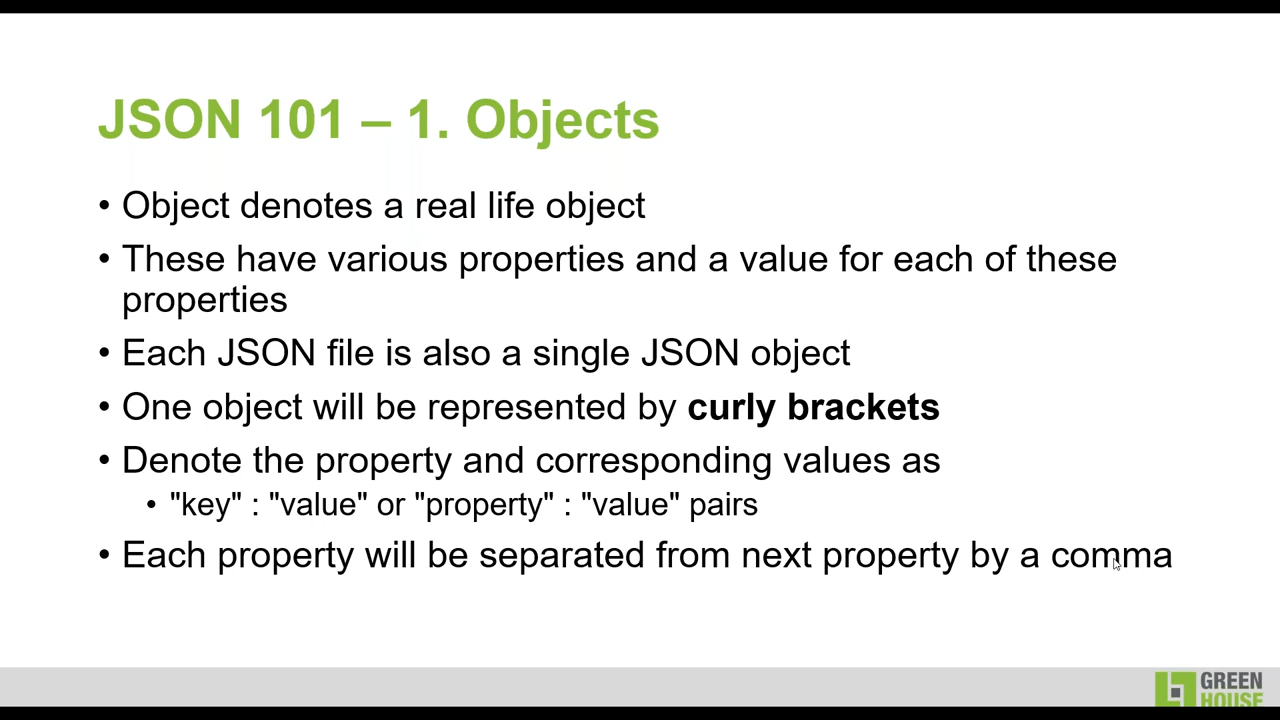 JSON 101 – 1. Objects
• Object denotes a real life object
• These have various properties and a value for each of these
properties
• Each JSON file is also a single JSON object
• One object will be represented by curly brackets
• Denote the property and corresponding values as
• "key" : "value" or "property" : "value" pairs
• Each property will be separated from next property by a comma
GREEN
HOUSE